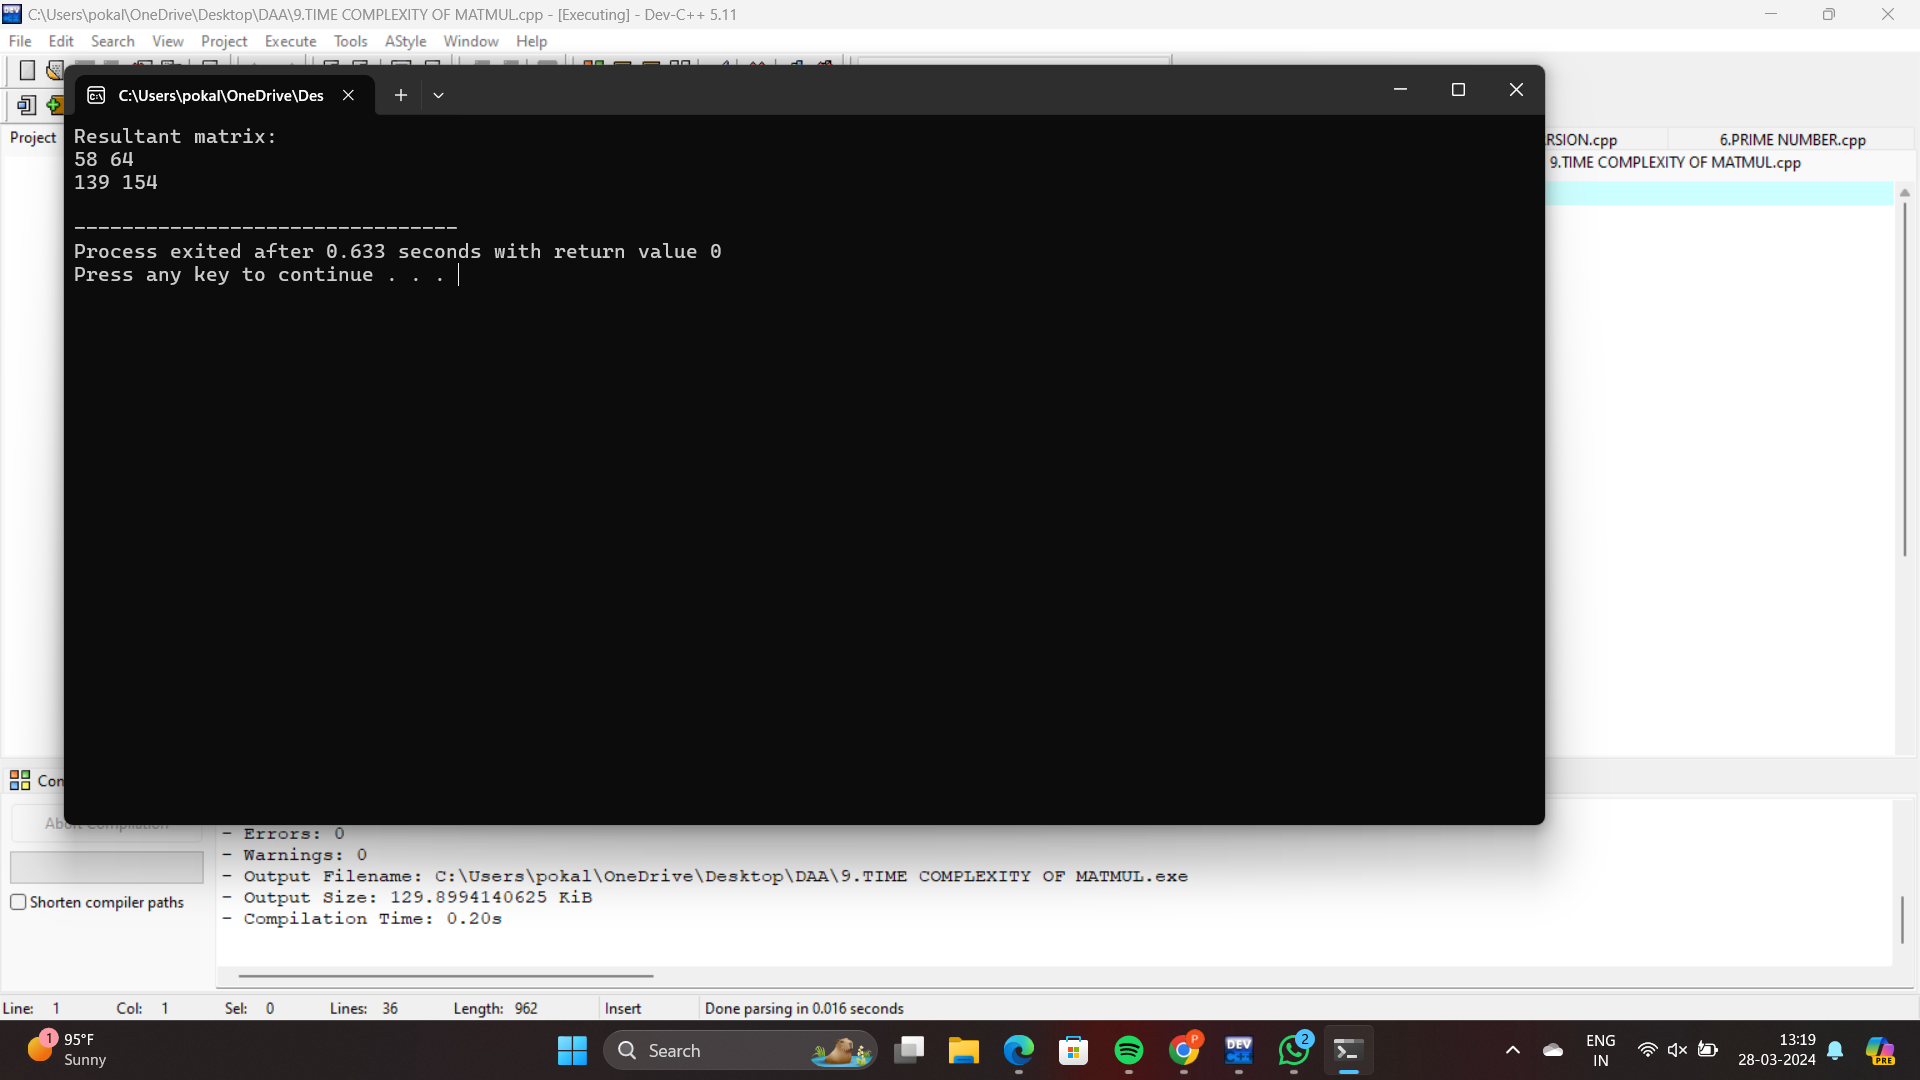 C:\Users\pokal\OneDrive\Desktop\DAA\9.TIME COMPLEXITY OF MATMUL.cpp - [Executing] - Dev-C++ 5.11
File Edit Search View Project Execute Tools AStyle Window Help
C:\Users\pokal\OneDrive\Des
Project
RSION.cpp 6.PRIME NUMBER.cpp
9.TIME COMPLEXITY OF MATMUL.cpp
Resultant matrix:
58 64
139 154
--------------------------------
Process exited after 0.633 seconds with return value 0
Press any key to continue . . .
Con
Abort Compilation
Shorten compiler paths
- Errors: 0
- Warnings: 0
- Output Filename: C:\Users\pokal\OneDrive\Desktop\DAA\9.TIME COMPLEXITY OF MATMUL.exe
- Output Size: 129.8994140625 KiB
- Compilation Time: 0.20s
Line: 1 Col: 1 Sel: 0 Lines: 36 Length: 962 Insert Done parsing in 0.016 seconds
1
95°F
Sunny
Search
P
DEV
2
ENG
IN
13:19
28-03-2024
PRE